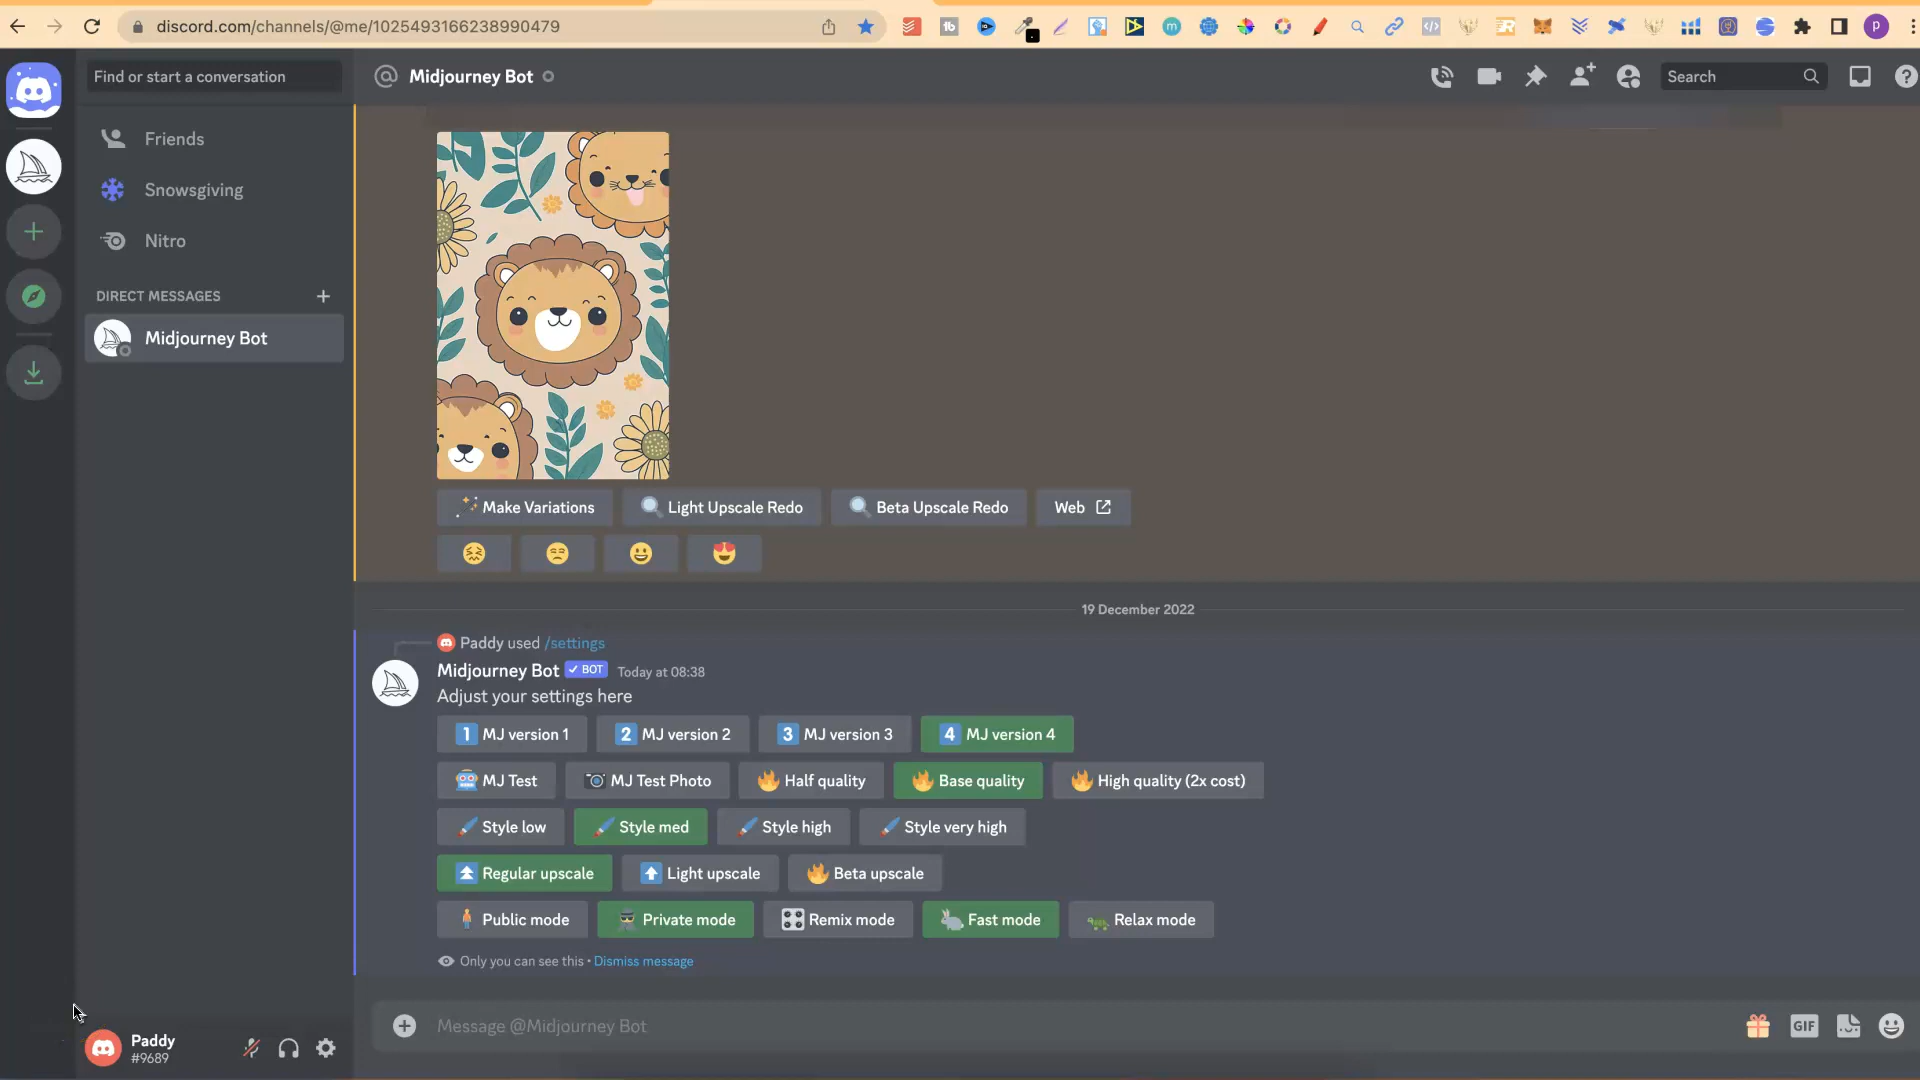 discord.com/channels/@me/1025493166238990479
Find or start a conversation
Midjourney Bot
Search
Friends
Snowsgiving
Nitro
DIRECT MESSAGES
Midjourney Bot
Make Variations
Light Upscale Redo
Beta Upscale Redo
Web
19 December 2022
Paddy used /settings
Midjourney Bot BOT Today at 08:38
Adjust your settings here
1 MJ version 1
2 MJ version 2
3 MJ version 3
4 MJ version 4
MJ Test
MJ Test Photo
Half quality
Base quality
High quality (2x cost)
Style low
Style med
Style high
Style very high
Regular upscale
Light upscale
Beta upscale
Public mode
Private mode
Remix mode
Fast mode
Relax mode
Only you can see this • Dismiss message
Message @Midjourney Bot
GIF
Paddy
#9689